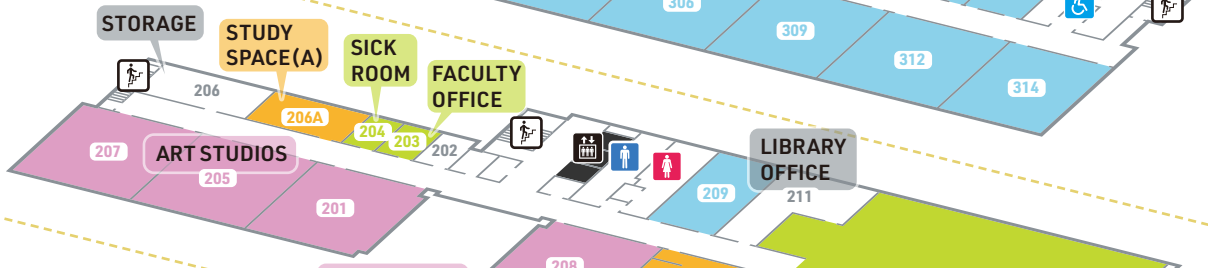 306
309
312
314
STORAGE
STUDY
SPACE(A)
SICK
ROOM
FACULTY
OFFICE
206
206A
204
203
202
207
ART STUDIOS
205
201
LIBRARY
OFFICE
209
211
208